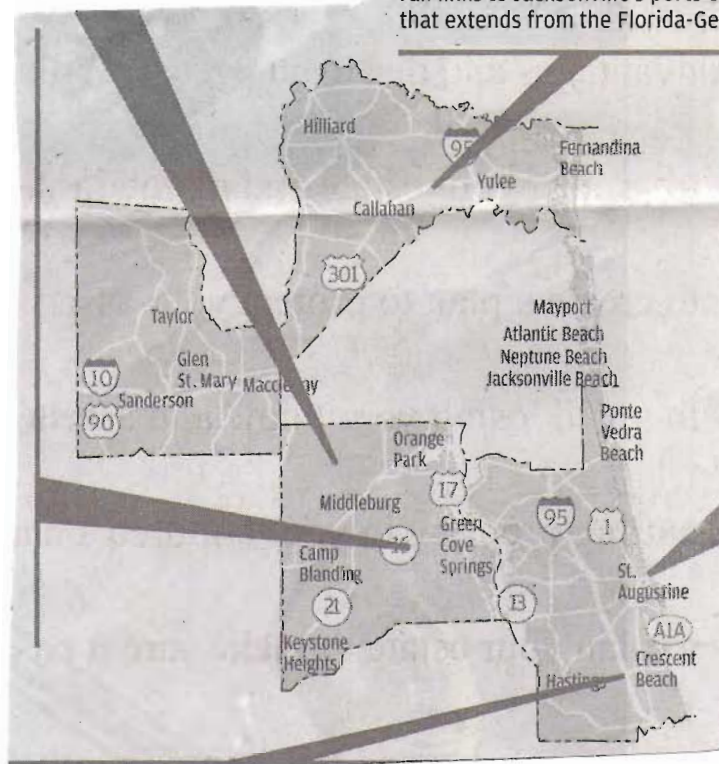 that extends from the Florida-Ge
Hilliard
95
Fernandina
Beach
Yulee
Callahan
301
Mayport
Taylor
Atlantic Beach
Neptune Beach
Jacksonville Beach
Glen
St. Mary
10
Sanderson
90
Ponte
Vedra
Beach
Orange
Park
17
Middleburg
95
1
Green
Cove
Springs
16
Camp
Blanding
St.
Augustine
21
13
A1A
Keystone
Heights
Crescent
Beach
Hastings